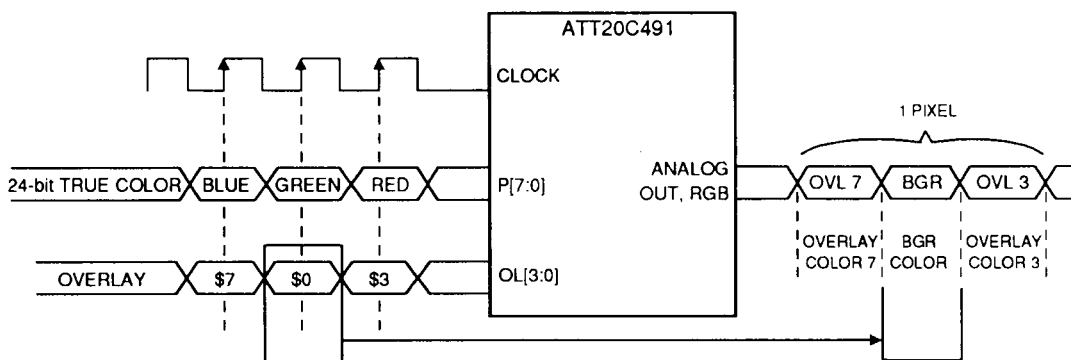 ATT20C491
CLOCK
1 PIXEL
24-bit TRUE COLOR BLUE GREEN RED P[7:0]
ANALOG
OUT, RGB
OVL 7 BGR OVL 3
OVERLAY
COLOR 7
BGR
COLOR
OVERLAY
COLOR 3
OVERLAY $7 $0 $3 OL[3:0]